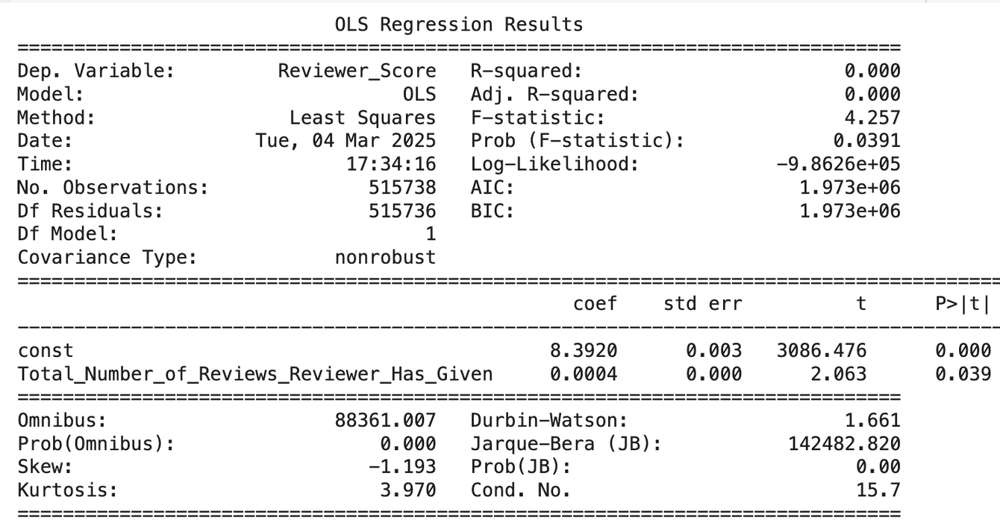 OLS Regression Results
==============================================================================
Dep. Variable: Reviewer_Score R-squared: 0.000
Model: OLS Adj. R-squared: 0.000
Method: Least Squares F-statistic: 4.257
Date: Tue, 04 Mar 2025 Prob (F-statistic): 0.0391
Time: 17:34:16 Log-Likelihood: -9.8626e+05
No. Observations: 515738 AIC: 1.973e+06
Df Residuals: 515736 BIC: 1.973e+06
Df Model: 1
Covariance Type: nonrobust
==============================================================================
coef std err t P>|t|
------------------------------------------------------------------------------
const 8.3920 0.003 3086.476 0.000
Total_Number_of_Reviews_Reviewer_Has_Given 0.0004 0.000 2.063 0.039
==============================================================================
Omnibus: 88361.007 Durbin-Watson: 1.661
Prob(Omnibus): 0.000 Jarque-Bera (JB): 142482.820
Skew: -1.193 Prob(JB): 0.00
Kurtosis: 3.970 Cond. No. 15.7
==============================================================================